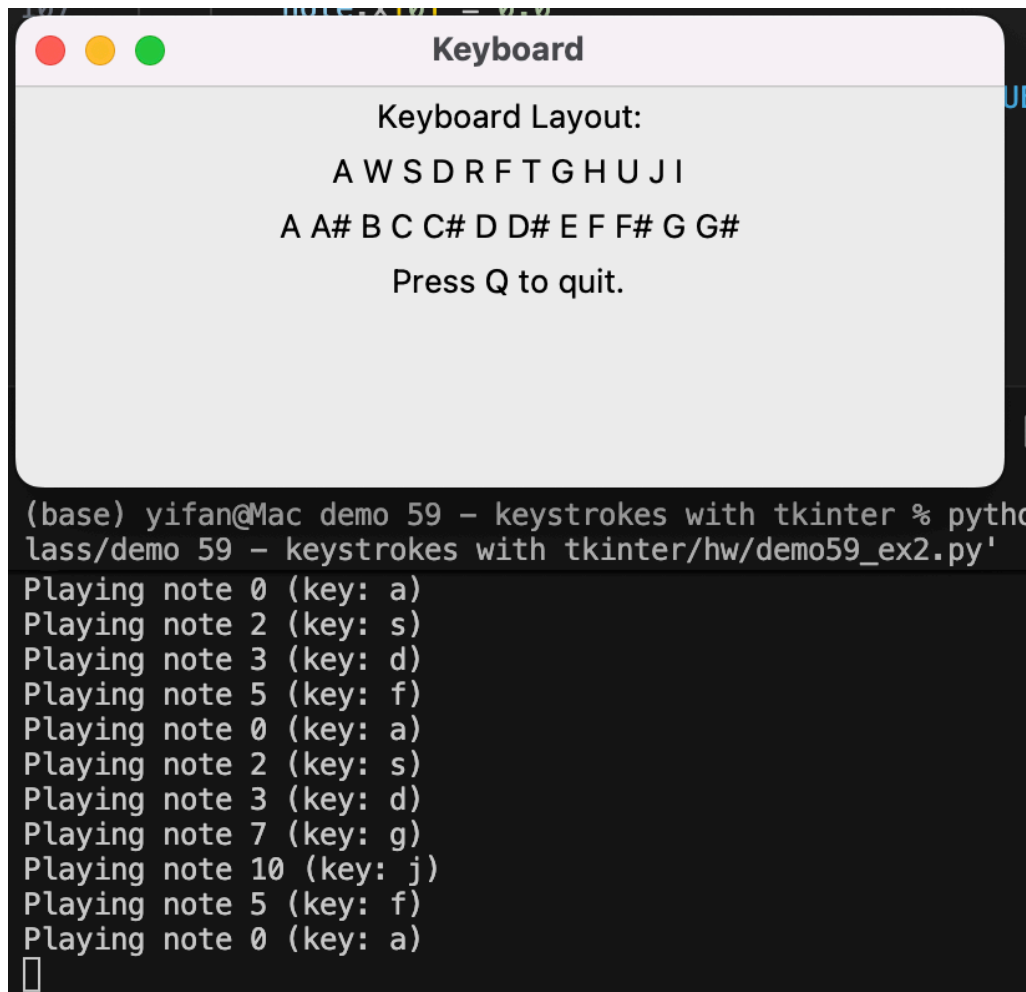 Keyboard
Keyboard Layout:
A W S D R F T G H U J I
A A# B C C# D D# E F F# G G#
Press Q to quit.
(base) yifan@Mac demo 59 – keystrokes with tkinter % pytho
lass/demo 59 – keystrokes with tkinter/hw/demo59_ex2.py'
Playing note 0 (key: a)
Playing note 2 (key: s)
Playing note 3 (key: d)
Playing note 5 (key: f)
Playing note 0 (key: a)
Playing note 2 (key: s)
Playing note 3 (key: d)
Playing note 7 (key: g)
Playing note 10 (key: j)
Playing note 5 (key: f)
Playing note 0 (key: a)